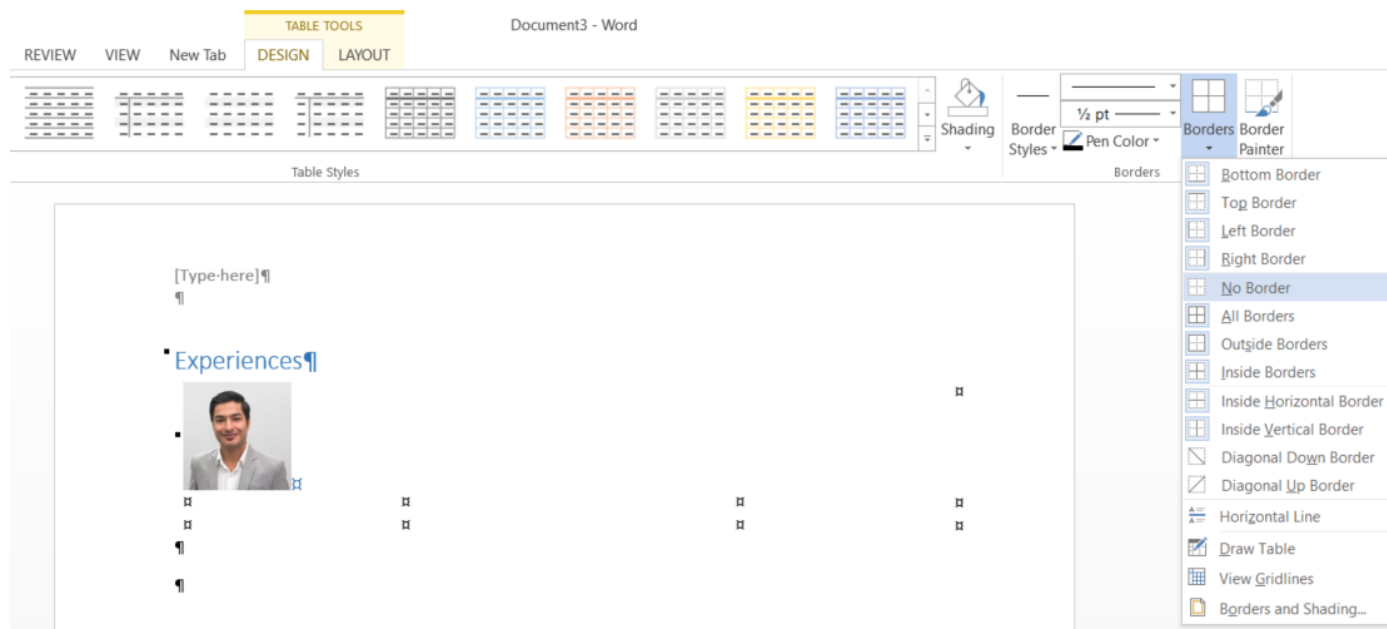 TABLE TOOLS Document3 - Word
REVIEW VIEW New Tab DESIGN LAYOUT
Shading
Border Styles
½ pt
Pen Color
Borders
Border Painter
Table Styles
Borders
Bottom Border
Top Border
Left Border
Right Border
No Border
All Borders
Outside Borders
Inside Borders
Inside Horizontal Border
Inside Vertical Border
Diagonal Down Border
Diagonal Up Border
Horizontal Line
Draw Table
View Gridlines
Borders and Shading...
[Type·here]¶
¶
Experiences¶
¤
¤
¤ ¤ ¤ ¤
¤ ¤ ¤ ¤
¶
¶